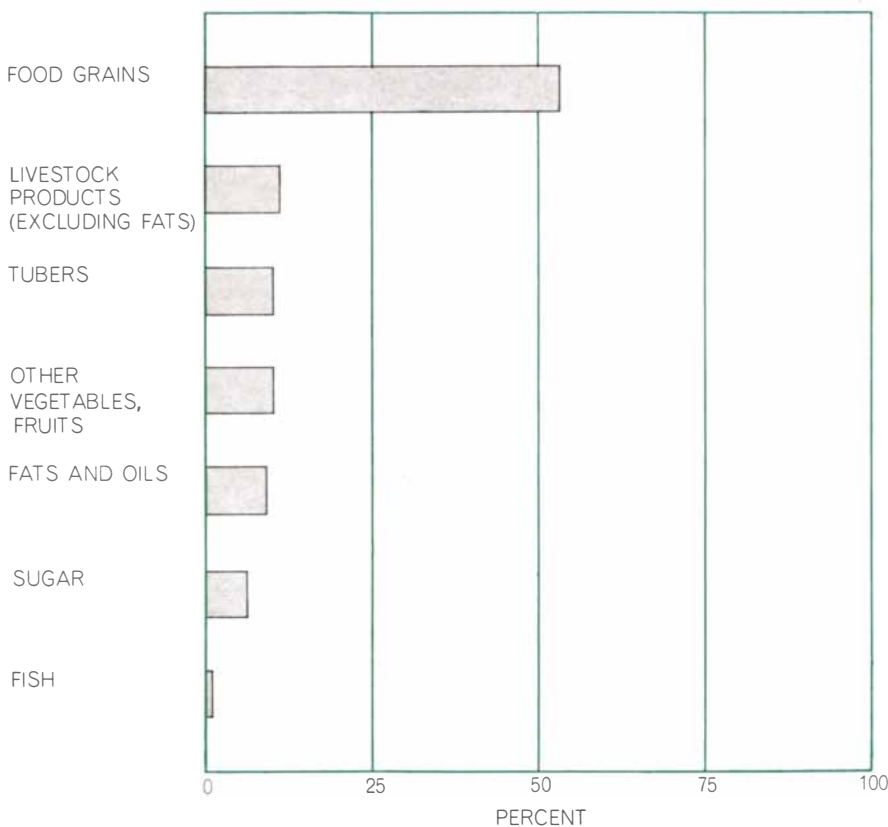 FOOD GRAINS
LIVESTOCK
PRODUCTS
(EXCLUDING FATS)
TUBERS
OTHER
VEGETABLES,
FRUITS
FATS AND OILS
SUGAR
FISH
0 25 50 75 100
PERCENT